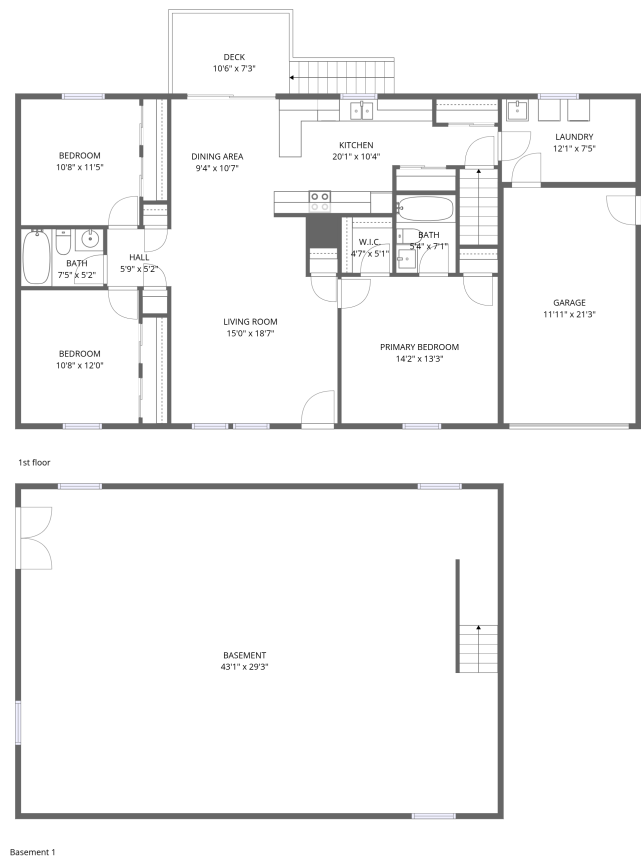 DECK
10'6" x 7'3"
BEDROOM
10'8" x 11'5"
DINING AREA
9'4" x 10'7"
KITCHEN
20'1" x 10'4"
LAUNDRY
12'1" x 7'5"
BATH
7'5" x 5'2"
HALL
5'9" x 5'2"
W.I.C.
4'7" x 5'1"
BATH
5'4" x 7'1"
BEDROOM
10'8" x 12'0"
LIVING ROOM
15'0" x 18'7"
PRIMARY BEDROOM
14'2" x 13'3"
GARAGE
11'11" x 21'3"
1st floor
BASEMENT
43'1" x 29'3"
Basement 1